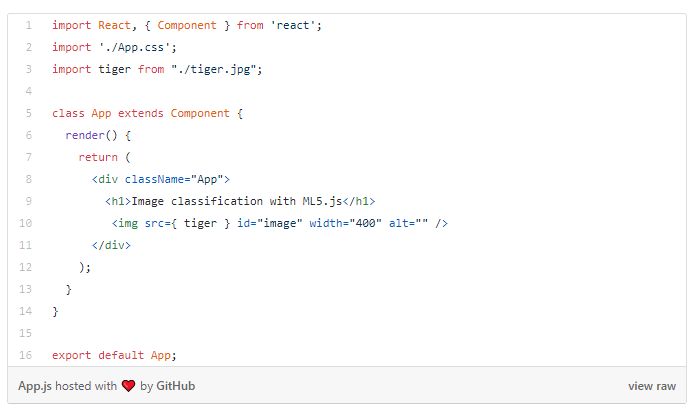 1 import React, { Component } from 'react';
2 import './App.css';
3 import tiger from "./tiger.jpg";
4
5 class App extends Component {
6 render() {
7 return (
8 <div className="App">
9 <h1>Image classification with ML5.js</h1>
10 <img src={ tiger } id="image" width="400" alt="" />
11 </div>
12 );
13 }
14 }
15
16 export default App;
App.js hosted with ❤ by GitHub view raw